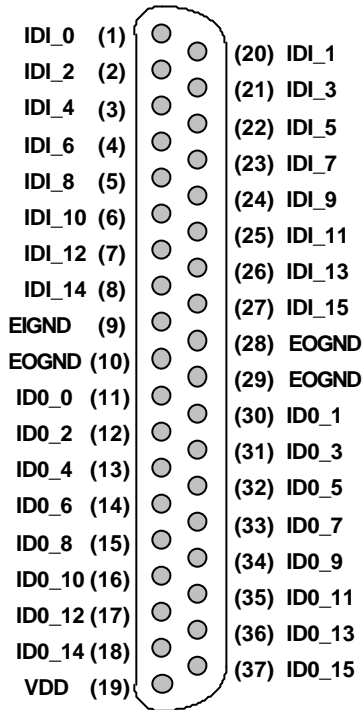 IDI_0 (1)
(20) IDI_1
IDI_2 (2)
(21) IDI_3
IDI_4 (3)
(22) IDI_5
IDI_6 (4)
(23) IDI_7
IDI_8 (5)
(24) IDI_9
IDI_10 (6)
(25) IDI_11
IDI_12 (7)
(26) IDI_13
IDI_14 (8)
(27) IDI_15
EIGND (9)
(28) EOGND
EOGND (10)
(29) EOGND
ID0_0 (11)
(30) ID0_1
ID0_2 (12)
(31) ID0_3
ID0_4 (13)
(32) ID0_5
ID0_6 (14)
(33) ID0_7
ID0_8 (15)
(34) ID0_9
ID0_10 (16)
(35) ID0_11
ID0_12 (17)
(36) ID0_13
ID0_14 (18)
(37) ID0_15
VDD (19)